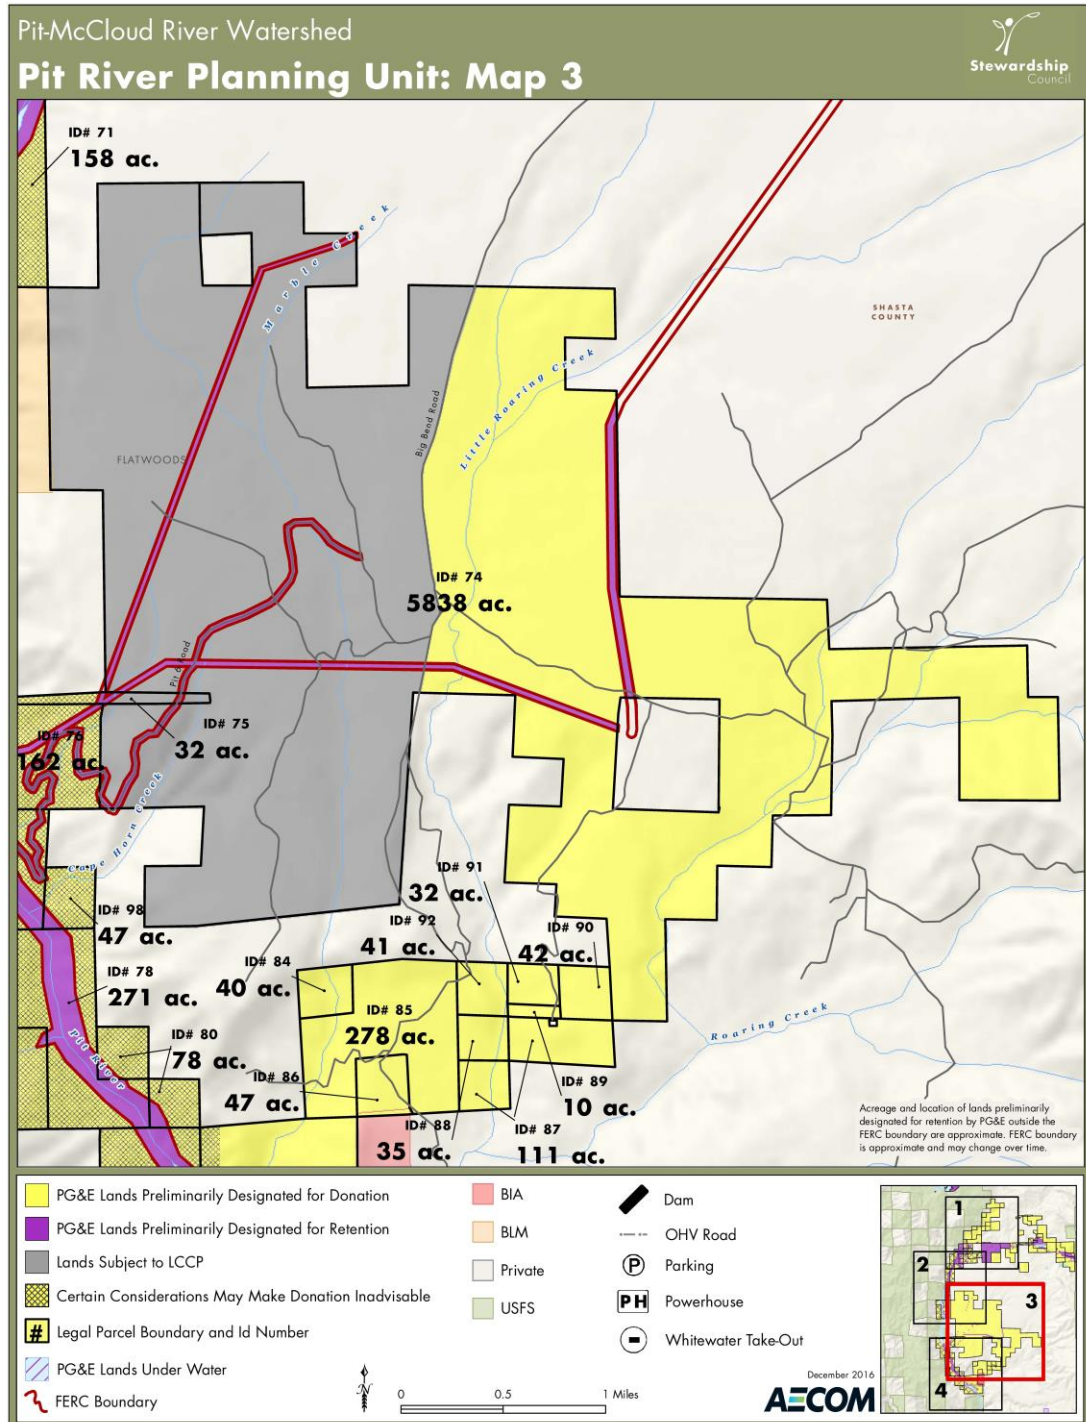 Pit-McCloud River Watershed
Pit River Planning Unit: Map 3
Stewardship
Council
ID# 71
158 ac.
Marble Creek
SHASTA
COUNTY
Little Roaring Creek
Big Bend Road
FLATWOODS
ID# 74
5838 ac.
Pit 6 Road
ID# 75
32 ac.
ID# 76
162 ac.
Cape Horn Creek
ID# 91
32 ac.
ID# 98
47 ac.
ID# 92
41 ac.
ID# 90
42 ac.
ID# 84
40 ac.
ID# 78
271 ac.
ID# 85
278 ac.
Roaring Creek
Pit River
ID# 80
78 ac.
ID# 86
47 ac.
ID# 89
10 ac.
ID# 88
35 ac.
ID# 87
111 ac.
Acreage and location of lands preliminarily
designated for retention by PG&E outside the
FERC boundary are approximate. FERC boundary
is approximate and may change over time.
PG&E Lands Preliminarily Designated for Donation
PG&E Lands Preliminarily Designated for Retention
Lands Subject to LCCP
Certain Considerations May Make Donation Inadvisable
# Legal Parcel Boundary and Id Number
PG&E Lands Under Water
FERC Boundary
BIA
BLM
Private
USFS
Dam
OHV Road
P Parking
PH Powerhouse
Whitewater Take-Out
N
0 0.5 1 Miles
1
2
3
4
December 2016
AECOM